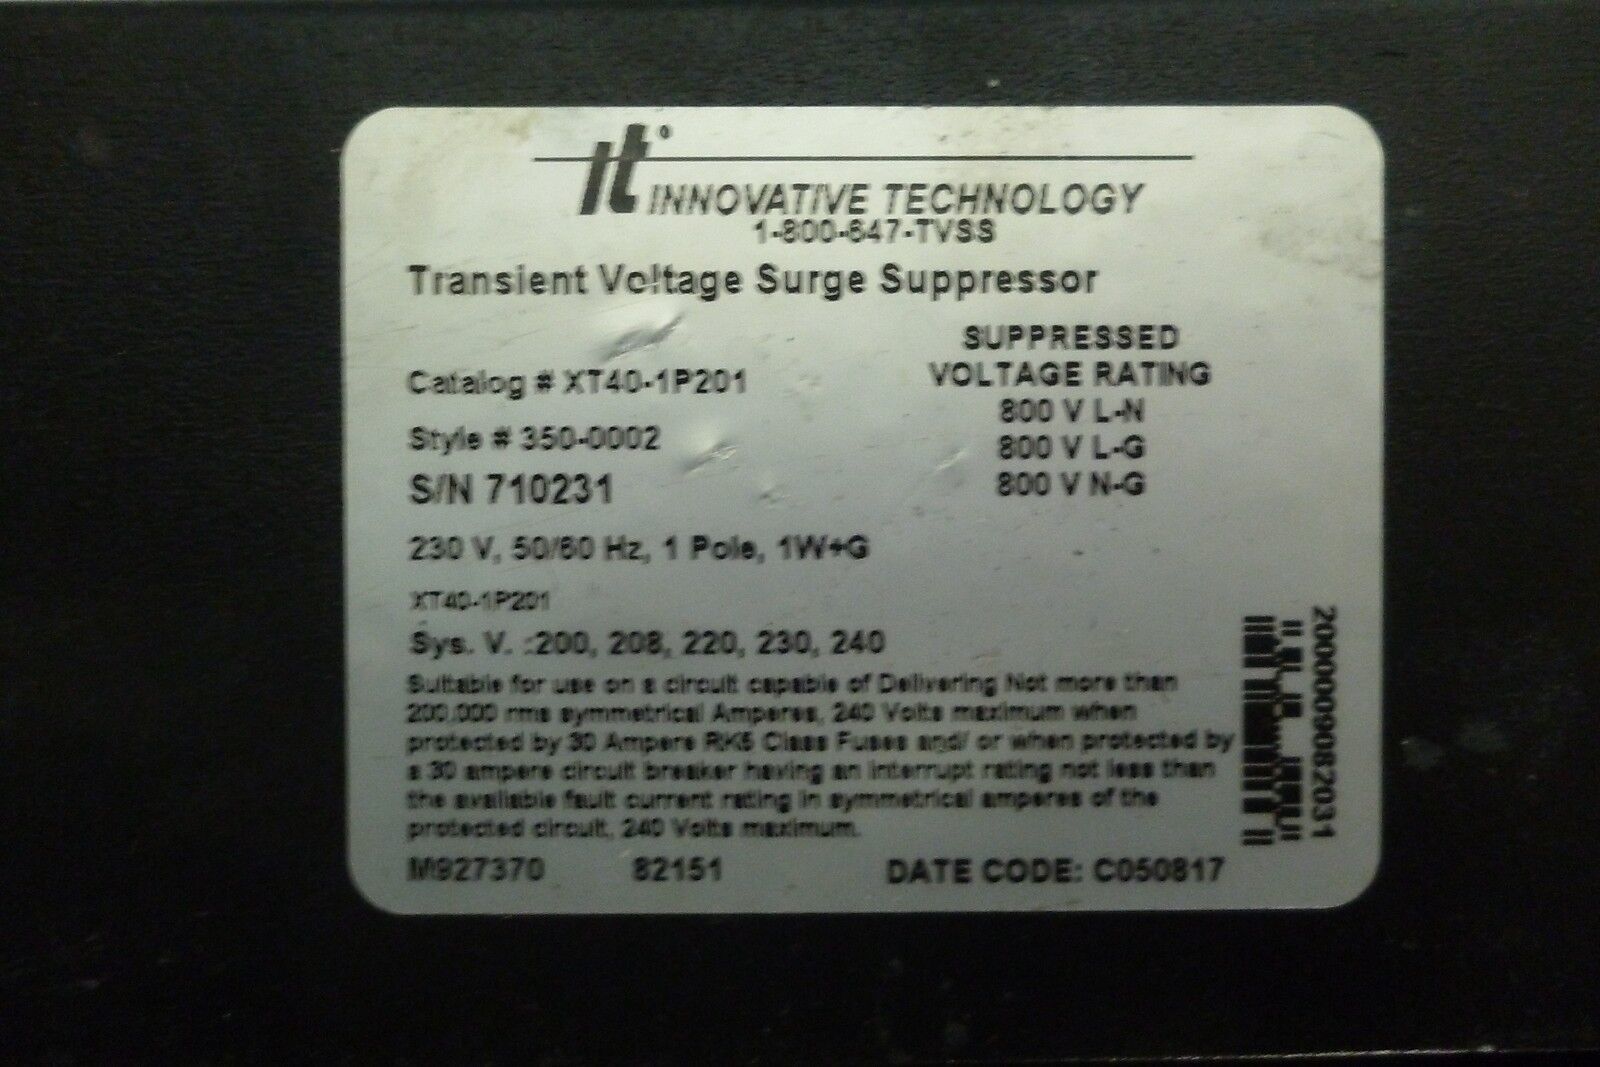 it®
INNOVATIVE TECHNOLOGY
1-800-647-TVSS
Transient Voltage Surge Suppressor
SUPPRESSED
VOLTAGE RATING
800 V L-N
800 V L-G
800 V N-G
Catalog # XT40-1P201
Style # 350-0002
S/N 710231
230 V, 50/60 Hz, 1 Pole, 1W+G
XT40-1P201
Sys. V. :200, 208, 220, 230, 240
Suitable for use on a circuit capable of Delivering Not more than
200,000 rms symmetrical Amperes, 240 Volts maximum when
protected by 30 Ampere RK5 Class Fuses and/ or when protected by
a 30 ampere circuit breaker having an interrupt rating not less than
the available fault current rating in symmetrical amperes of the
protected circuit, 240 Volts maximum.
M927370 82151 DATE CODE: C050817
2000009082031